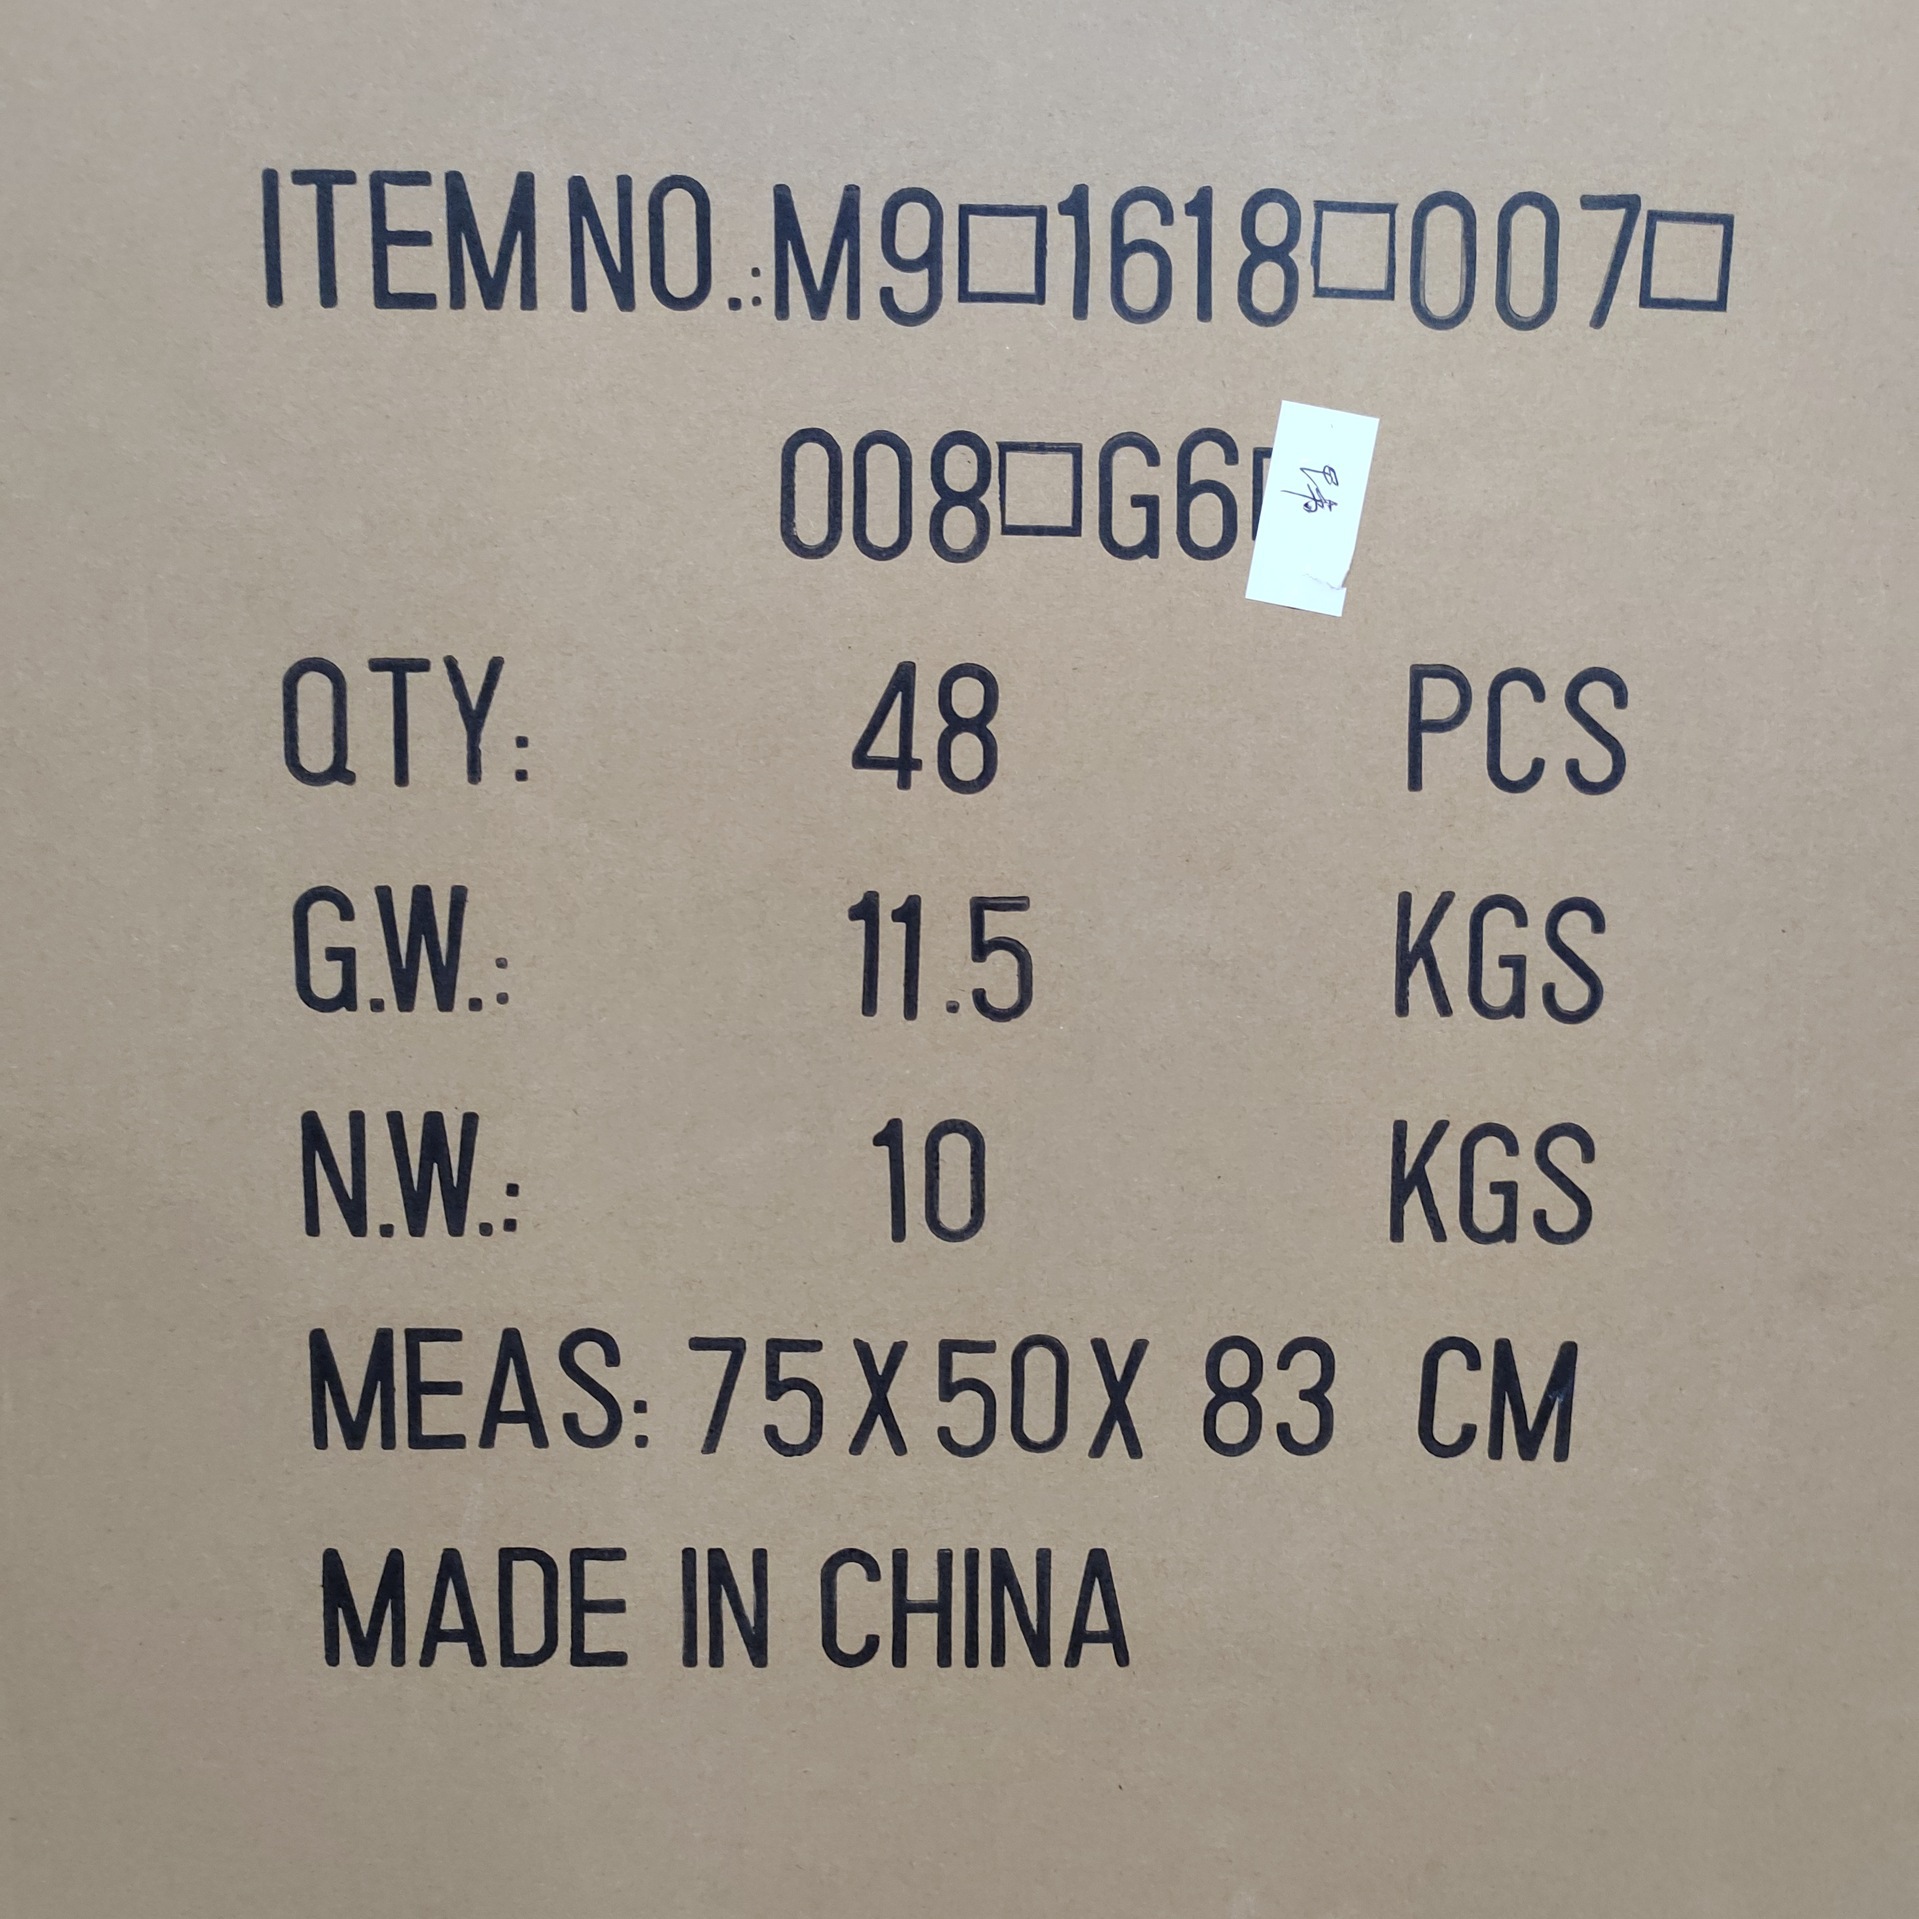 ITEM NO.:M9□1618□007□
008□G6□
QTY: 48 PCS
G.W.: 11.5 KGS
N.W.: 10 KGS
MEAS: 75X50X 83 CM
MADE IN CHINA